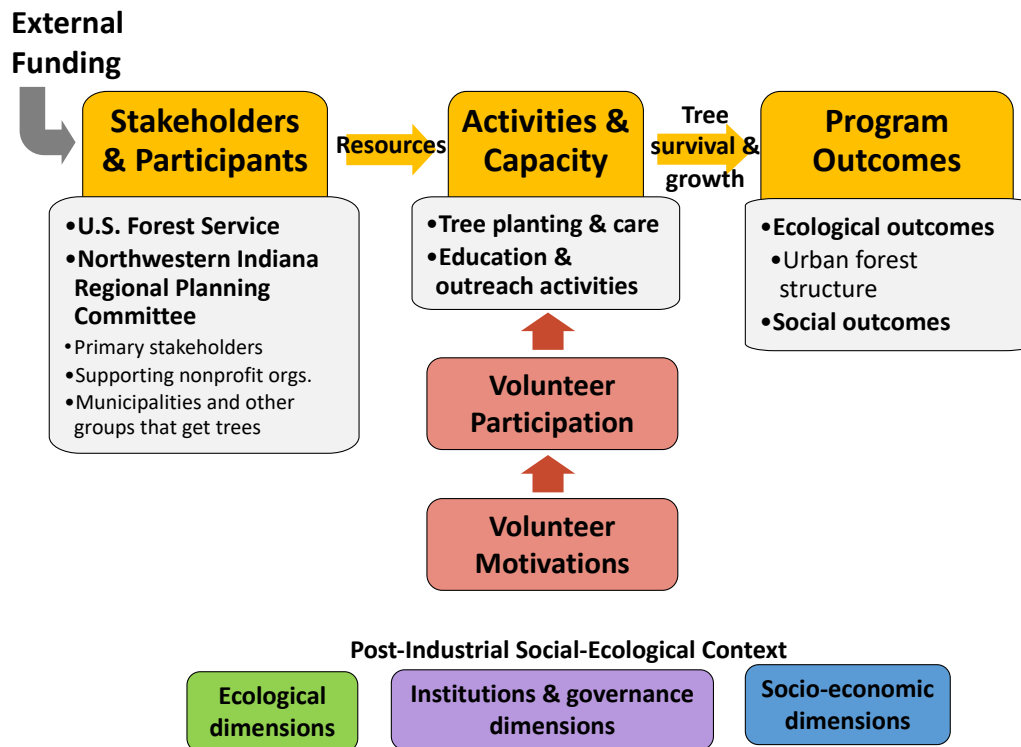 External
Funding
Stakeholders
& Participants
Resources
Activities &
Capacity
Tree
survival &
growth
Program
Outcomes
•U.S. Forest Service
•Northwestern Indiana
Regional Planning
Committee
•Primary stakeholders
•Supporting nonprofit orgs.
•Municipalities and other
groups that get trees
•Tree planting & care
•Education &
outreach activities
•Ecological outcomes
•Urban forest
structure
•Social outcomes
Volunteer
Participation
Volunteer
Motivations
Post-Industrial Social-Ecological Context
Ecological
dimensions
Institutions & governance
dimensions
Socio-economic
dimensions